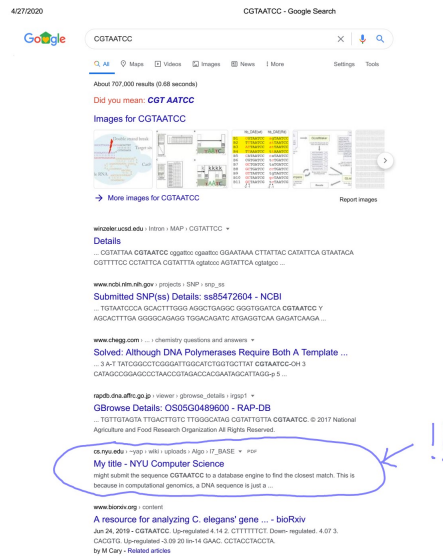 4/27/2020 CGTAATCC - Google Search
Google CGTAATCC
All Maps Videos Images News More Settings Tools
About 707,000 results (0.68 seconds)
Did you mean: CGT AATCC
Images for CGTAATCC
More images for CGTAATCC Report images
winzeler.ucsd.edu › Intron › MAP › CGTATTCC
Details
... CGTATTAA CGTAATCC cggattcc cgaattcc GGAATAAA CTTATTAC CATATTCA GTAATACA
CGTTTTCC CCTATTCA CGTATTTA cgtatccc AGTATTCA cgtatgcc ...
www.ncbi.nlm.nih.gov › projects › SNP › snp_ss
Submitted SNP(ss) Details: ss85472604 - NCBI
... TGTAATCCCA GCACTTTGGG AGGCTGAGGC GGGTGGATCA CGTAATCC Y
AGCACTTTGA GGGGCAGAGG TGGACAGATC ATGAGGTCAA GAGATCAAGA ...
www.chegg.com › ... › chemistry questions and answers
Solved: Although DNA Polymerases Require Both A Template ...
... 3 A-T TATCGGCCTCGGGATTGGCATCTGGTGCTTAT CGTAATCC-OH 3
CATAGCCGGAGCCCTAACCGTAGACCACGAATAGCATTAGG-p 5 ...
rapdb.dna.affrc.go.jp › viewer › gbrowse_details › irgsp1
GBrowse Details: OS05G0489600 - RAP-DB
TGTTGTAGTA TTGACTTGTC TTGGGCATAG CGTATTGTTA CGTAATCC. © 2017 National
Agriculture and Food Research Organization All Rights Reserved.
cs.nyu.edu › ~yap › wiki › uploads › Algo › I7_BASE PDF
My title - NYU Computer Science
might submit the sequence CGTAATCC to a database engine to find the closest match. This is
because in computational genomics, a DNA sequence is just a ...
!
www.biorxiv.org › content
A resource for analyzing C. elegans' gene ... - bioRxiv
Jun 24, 2019 - CGTAATCC. Up-regulated 4.14 2. CTTTTTTCT. Down- regulated. 4.07 3.
CACGTG. Up-regulated -3.09 20 lin-14 GAAC. CCTACCTACCTA.
by M Cary - Related articles